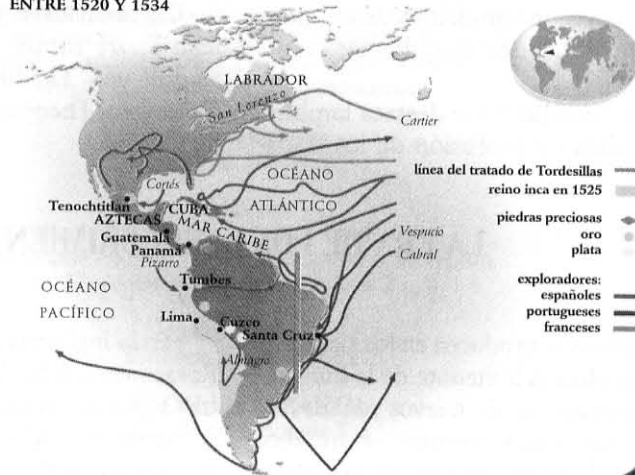 ENTRE 1520 Y 1534
LABRADOR
San Lorenzo
Cartier
OCÉANO
ATLÁNTICO
línea del tratado de Tordesillas
reino inca en 1525
Cortés
Tenochtitlan
CUBA
AZTECAS
MAR CARIBE
Guatemala
Panamá
Pizarro
piedras preciosas
oro
plata
Vespucio
Cabral
Tumbes
OCÉANO
PACÍFICO
exploradores:
españoles
portugueses
franceses
Lima
Cuzco
Santa Cruz
Almagro